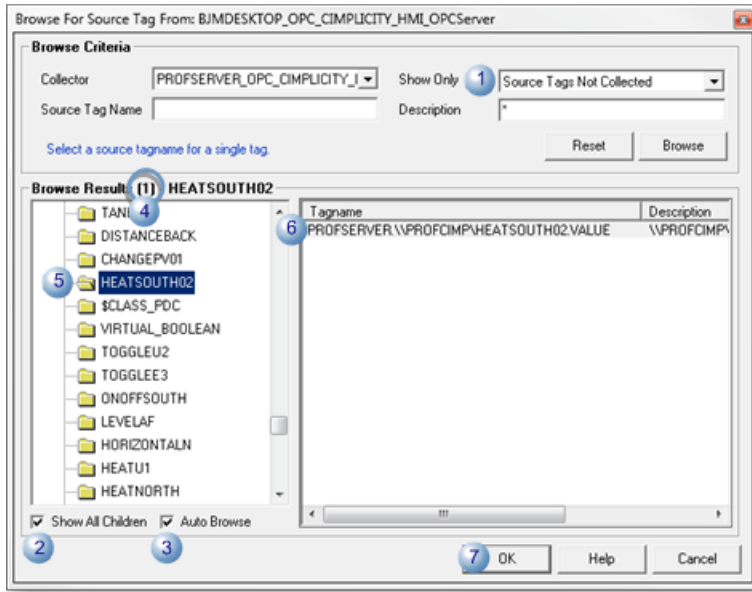 Browse For Source Tag From: BJMDESKTOP_OPC_CIMPLICITY_HMI_OPCServer
Browse Criteria
Collector PROFSERVER_OPC_CIMPLICITY_I Show Only 1 Source Tags Not Collected
Source Tag Name Description *
Select a source tagname for a single tag. Reset Browse
Browse Results (1) HEATSOUTH02
4
TAN
Tagname Description
6 PROFSERVER.\\PROFCIMP\HEATSOUTH02.VALUE \\PROFCIMP\
DISTANCEBACK
CHANGEPV01
5 HEATSOUTH02
$CLASS_PDC
VIRTUAL_BOOLEAN
TOGGLEU2
TOGGLEE3
ONOFFSOUTH
LEVELAF
HORIZONTALN
HEATU1
HEATNORTH
Show All Children Auto Browse
2 3
7 OK Help Cancel